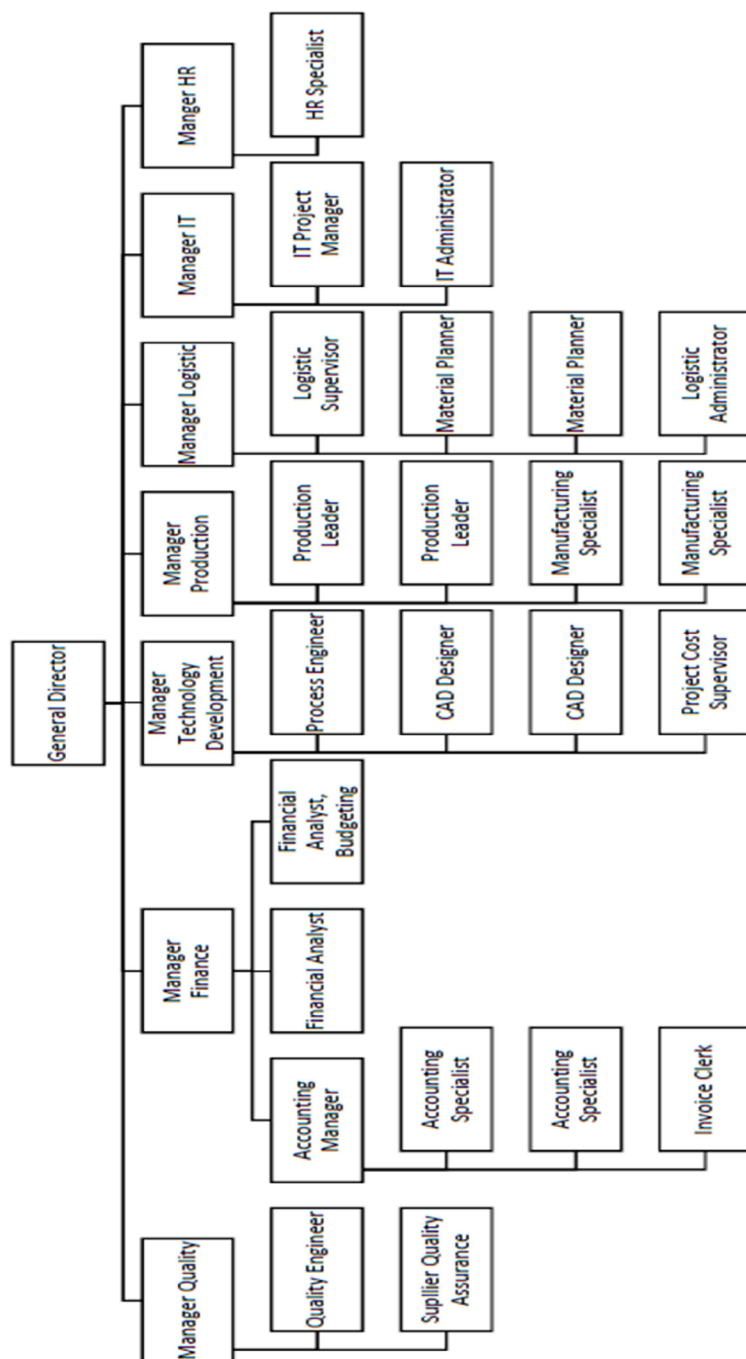 General Director
Manager Quality
Quality Engineer
Supllier Quality
Assurance
Manager
Finance
Accounting
Manager
Accounting
Specialist
Accounting
Specialist
Invoice Clerk
Financial Analyst
Financial
Analyst,
Budgeting
Manager
Technology
Development
Process Engineer
CAD Designer
CAD Designer
Project Cost
Supervisor
Manager
Production
Production
Leader
Production
Leader
Manufacturing
Specialist
Manufacturing
Specialist
Manager Logistic
Logistic
Supervisor
Material Planner
Material Planner
Logistic
Administrator
Manager IT
IT Project
Manager
IT Administrator
Manger HR
HR Specialist